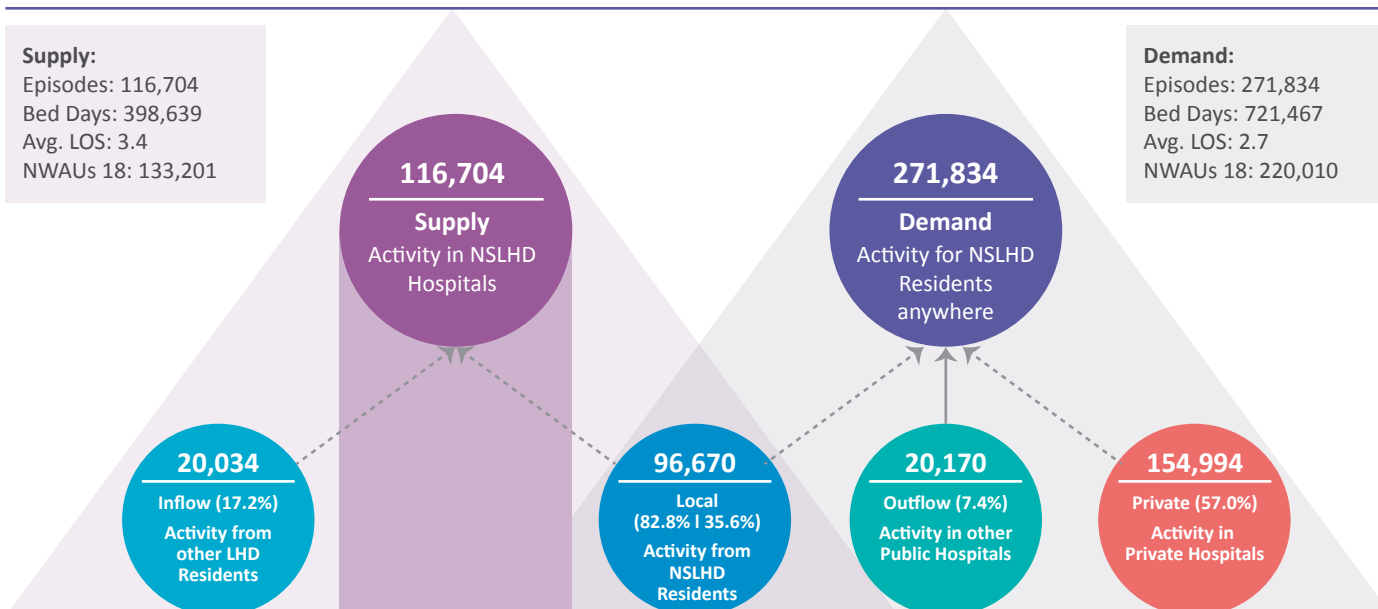 Supply:
Episodes: 116,704
Bed Days: 398,639
Avg. LOS: 3.4
NWAUs 18: 133,201
Demand:
Episodes: 271,834
Bed Days: 721,467
Avg. LOS: 2.7
NWAUs 18: 220,010
116,704
Supply
Activity in NSLHD
Hospitals
271,834
Demand
Activity for NSLHD
Residents
anywhere
20,034
Inflow (17.2%)
Activity from
other LHD
Residents
96,670
Local
(82.8% l 35.6%)
Activity from
NSLHD
Residents
20,170
Outflow (7.4%)
Activity in other
Public Hospitals
154,994
Private (57.0%)
Activity in
Private Hospitals